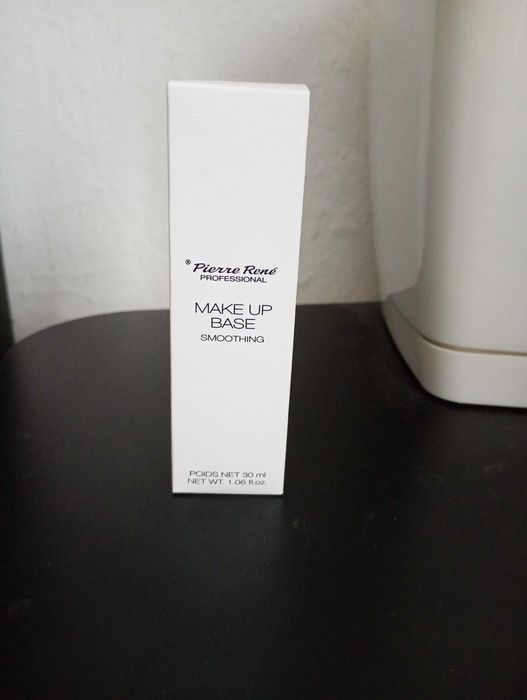 ® Pierre René
PROFESSIONAL
MAKE UP
BASE
SMOOTHING
POIDS NET 30 ml
NET WT. 1.06 fl.oz.